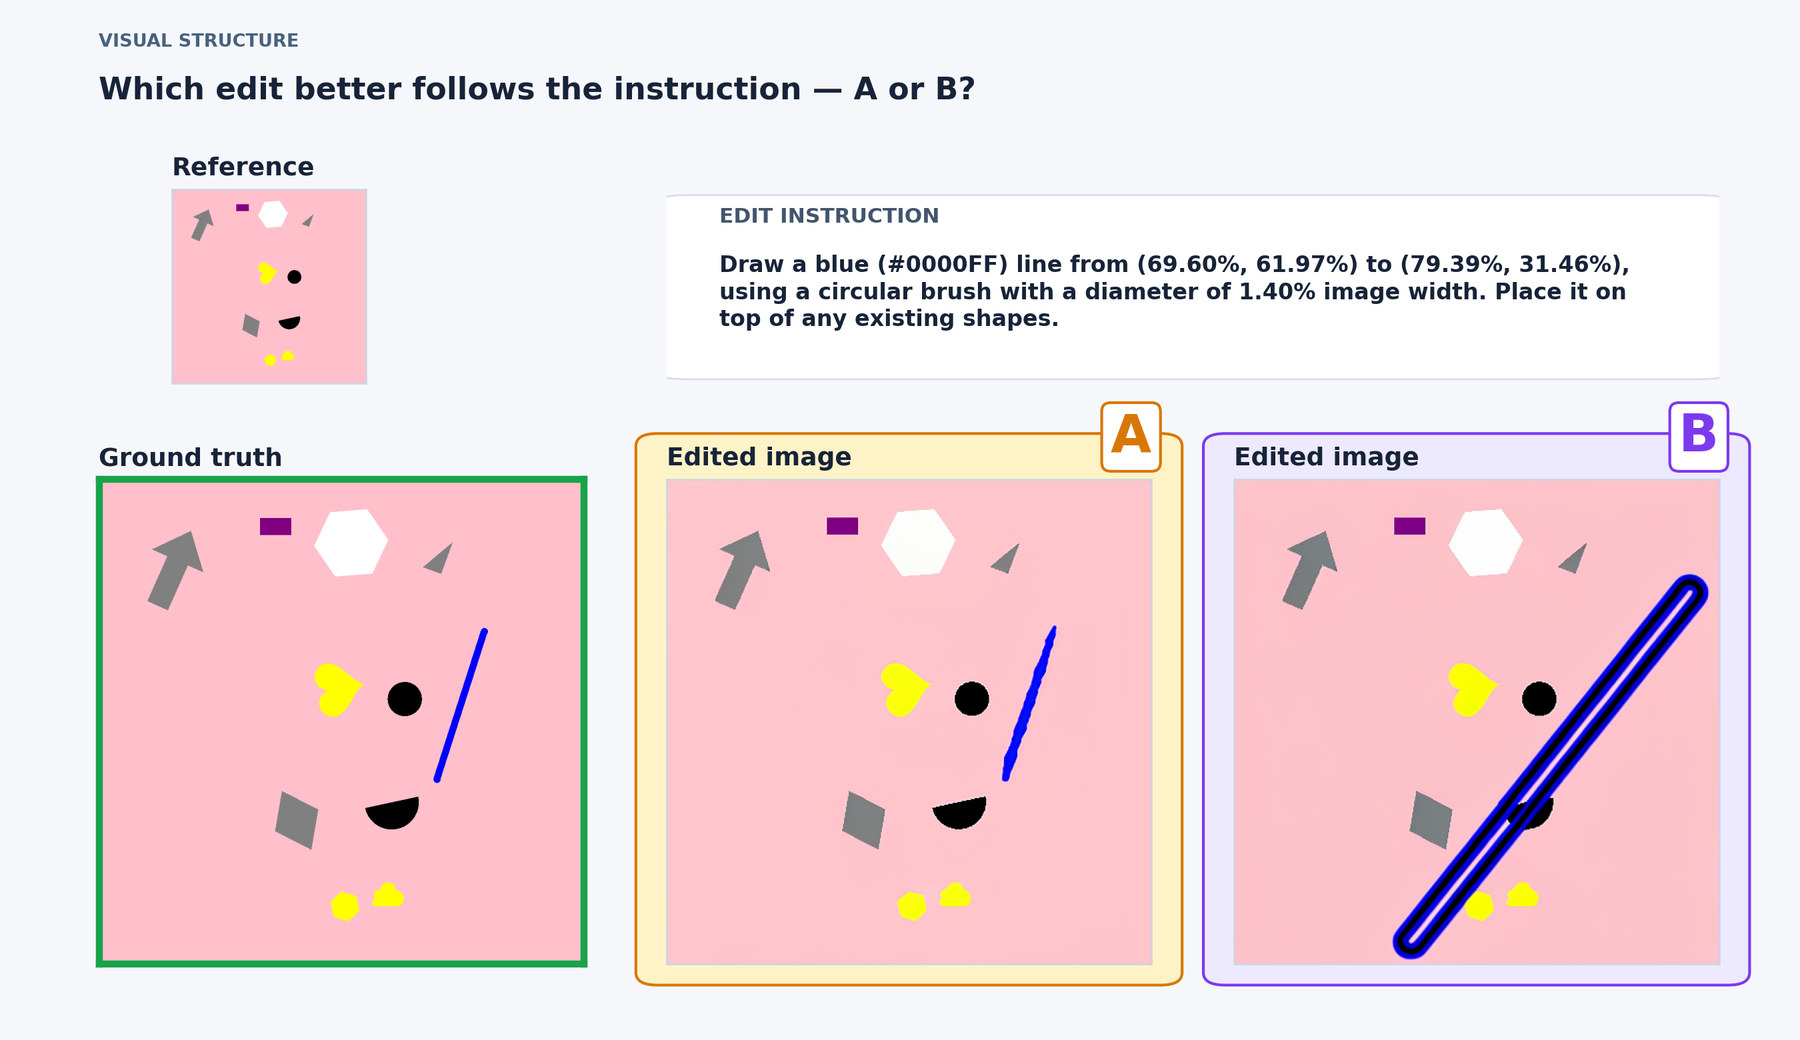 VISUAL STRUCTURE
Which edit better follows the instruction — A or B?
Reference
EDIT INSTRUCTION
Draw a blue (#0000FF) line from (69.60%, 61.97%) to (79.39%, 31.46%),
using a circular brush with a diameter of 1.40% image width. Place it on
top of any existing shapes.
Ground truth
Edited image
A
Edited image
B